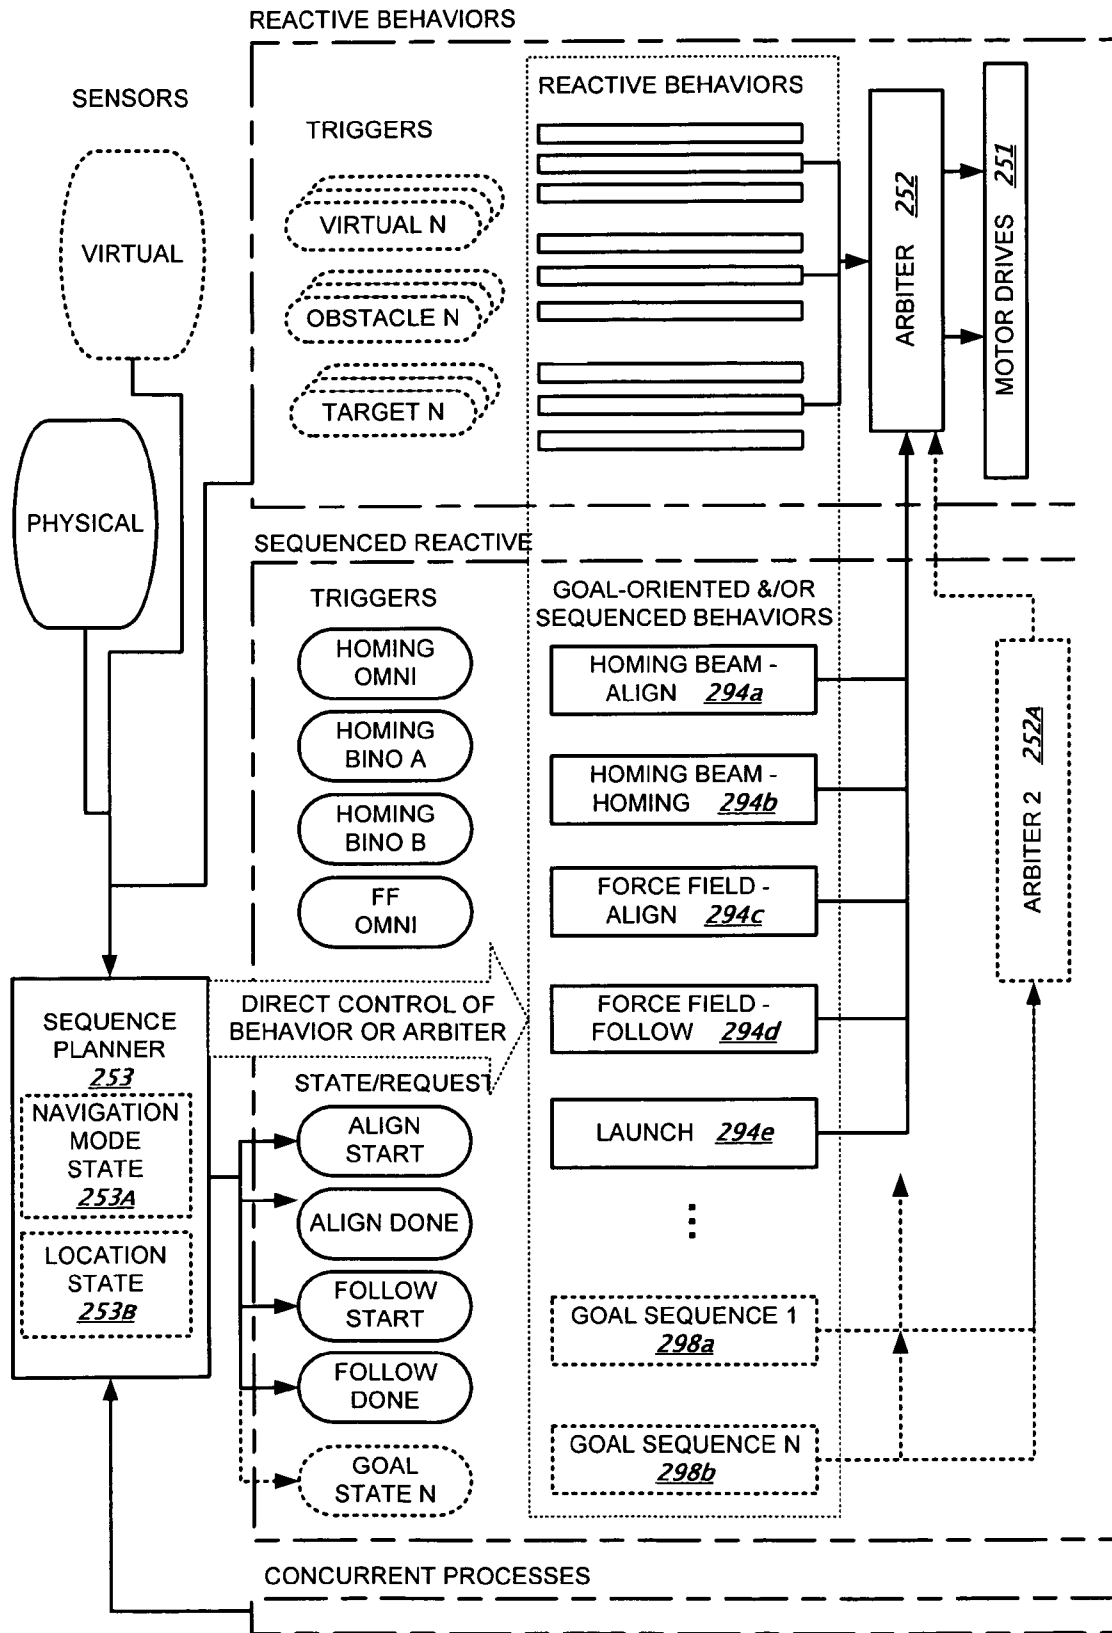 REACTIVE BEHAVIORS
SENSORS
VIRTUAL
PHYSICAL
TRIGGERS
VIRTUAL N
OBSTACLE N
TARGET N
REACTIVE BEHAVIORS
ARBITER 252
MOTOR DRIVES 251
SEQUENCED REACTIVE
TRIGGERS
HOMING
OMNI
HOMING
BINO A
HOMING
BINO B
FF
OMNI
GOAL-ORIENTED &/OR
SEQUENCED BEHAVIORS
HOMING BEAM -
ALIGN 294a
HOMING BEAM -
HOMING 294b
FORCE FIELD -
ALIGN 294c
FORCE FIELD -
FOLLOW 294d
LAUNCH 294e
ARBITER 2 252A
DIRECT CONTROL OF
BEHAVIOR OR ARBITER
SEQUENCE
PLANNER
253
NAVIGATION
MODE
STATE
253A
LOCATION
STATE
253B
STATE/REQUEST
ALIGN
START
ALIGN DONE
FOLLOW
START
FOLLOW
DONE
GOAL
STATE N
GOAL SEQUENCE 1
298a
GOAL SEQUENCE N
298b
CONCURRENT PROCESSES